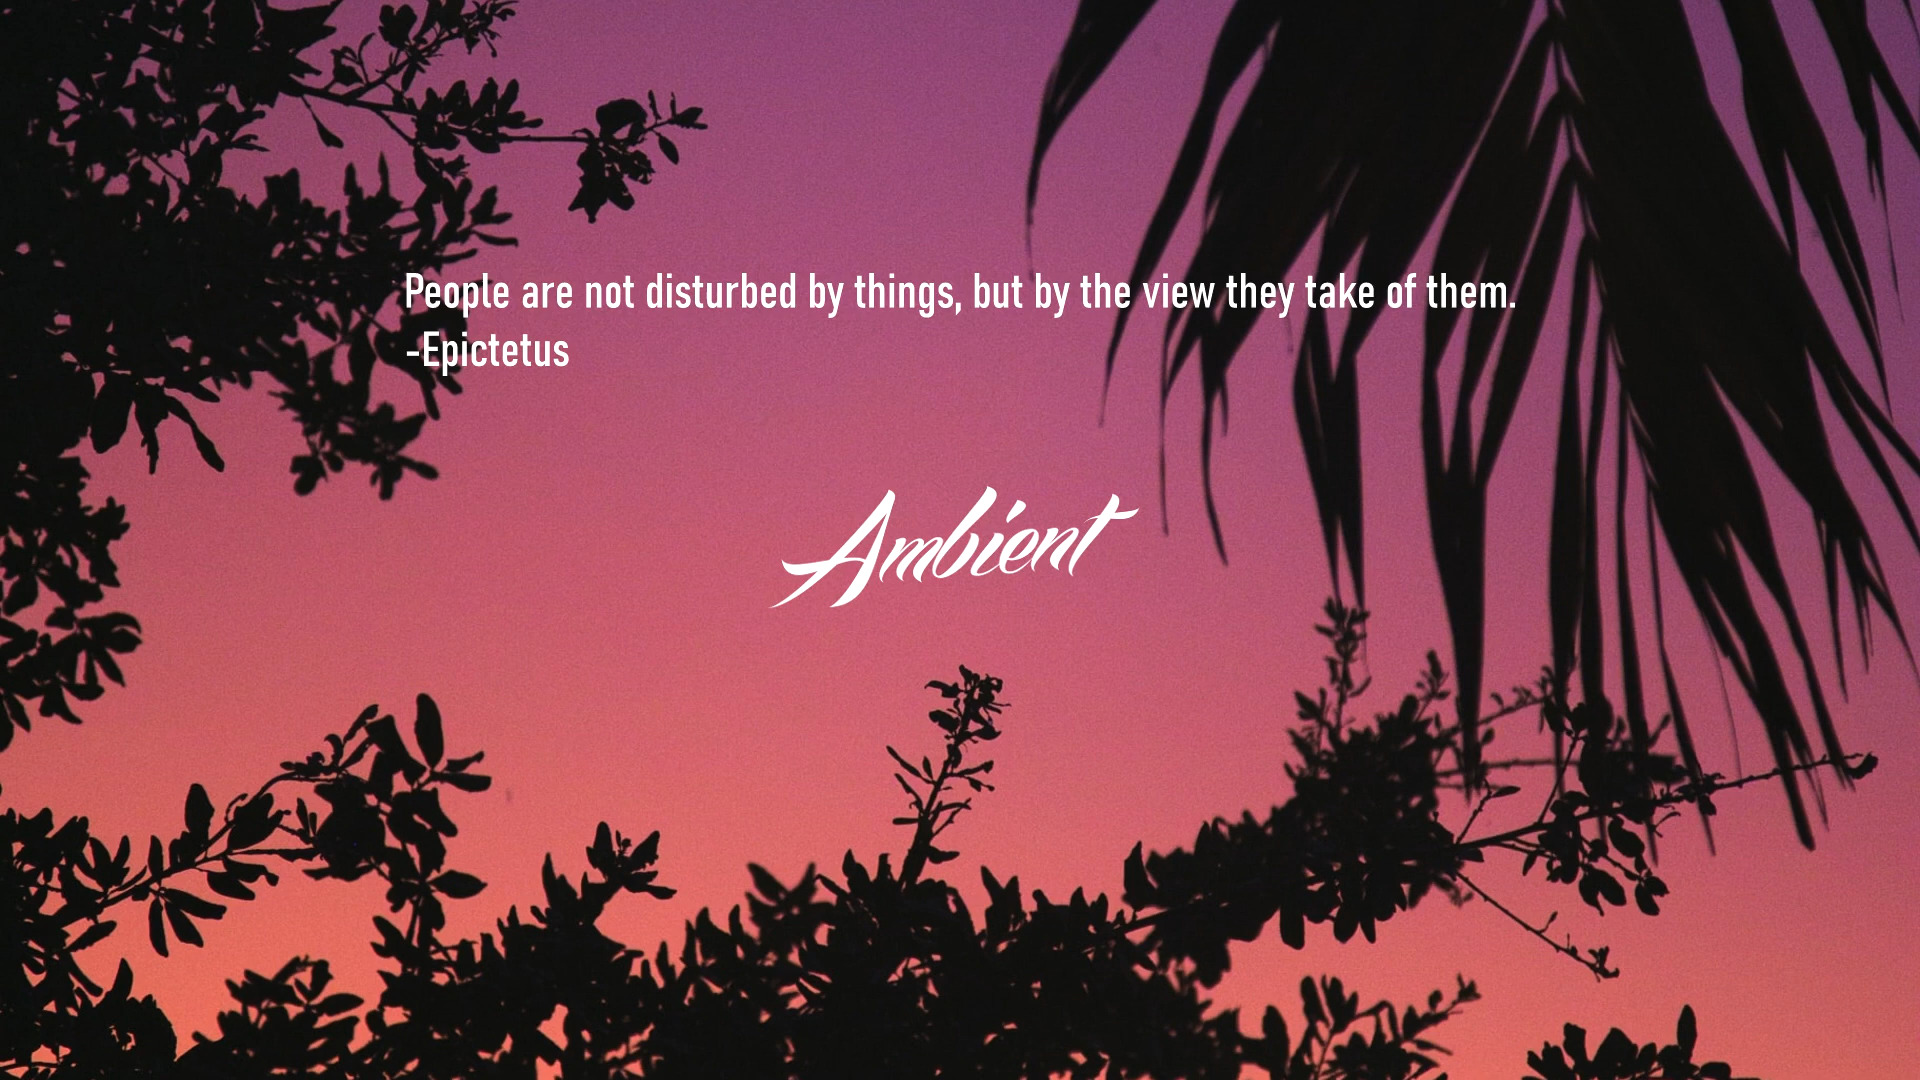 People are not disturbed by things, but by the view they take of them.
-Epictetus
Ambient